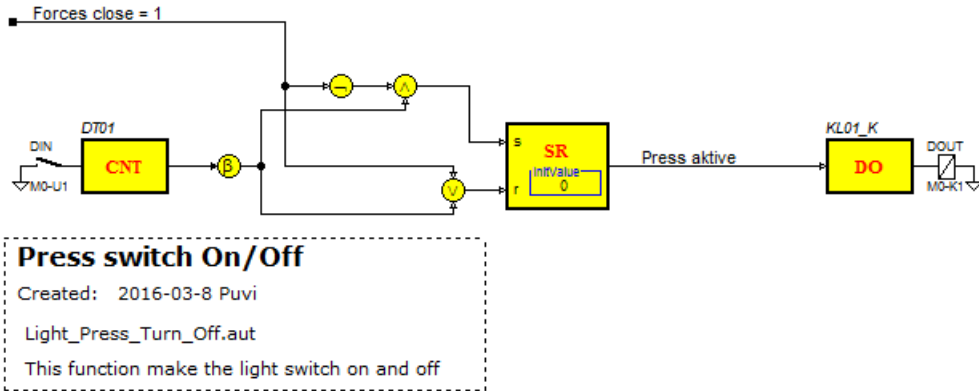 Forces close = 1
¬
∧
DT01
DIN
CNT
β
M0-U1
s
SR
InitValue
0
r
∨
Press aktive
KL01_K
DO
DOUT
M0-K1
Press switch On/Off
Created: 2016-03-8 Puvi
Light_Press_Turn_Off.aut
This function make the light switch on and off